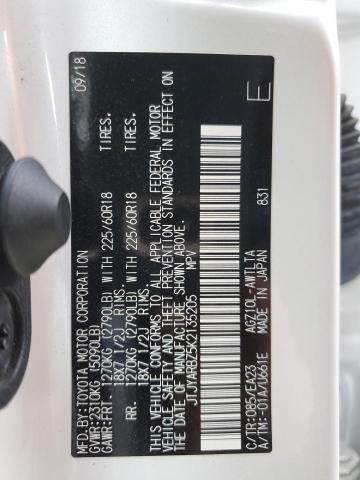 MFD.BY:TOYOTA MOTOR CORPORATION 09/18
GVWR:2310KG (5090LB)
GAWR:FRT. 1270KG (2790LB) WITH 225/60R18 TIRES.
18X7 1/2J RIMS.
RR. 1270KG (2790LB) WITH 225/60R18 TIRES.
18X7 1/2J RIMS.
THIS VEHICLE CONFORMS TO ALL APPLICABLE FEDERAL MOTOR
VEHICLE SAFETY AND THEFT PREVENTION STANDARDS IN EFFECT ON
THE DATE OF MANUFACTURE SHOWN ABOVE.
JTJYARBZ5K2135205 MPV
C/TR:085/EA23 AGZ10L-AWTLTA E
A/TM:-01A/U661E MADE IN JAPAN 831